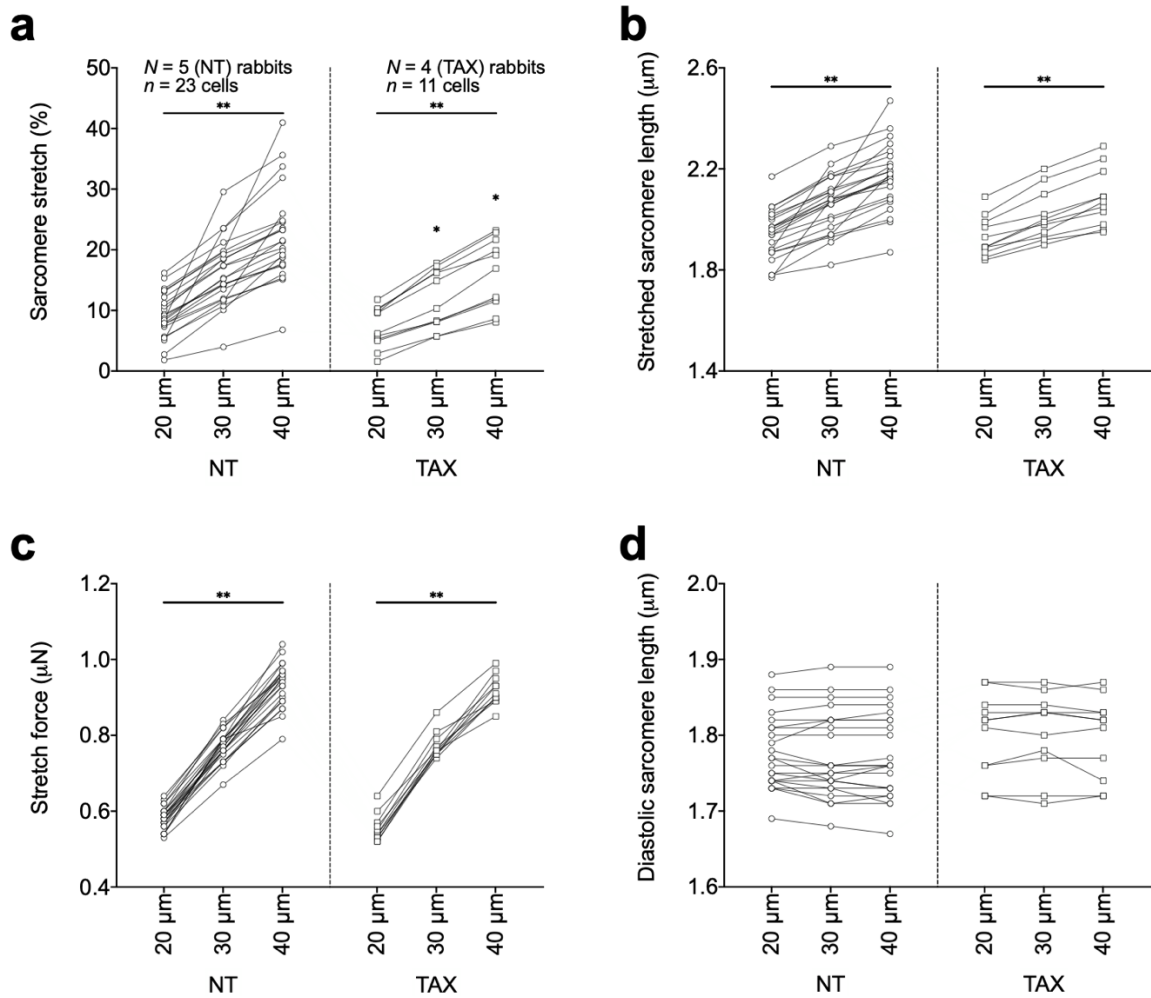 a
N = 5 (NT) rabbits
n = 23 cells
N = 4 (TAX) rabbits
n = 11 cells
**
**
*
*
Sarcomere stretch (%)
50
40
30
20
10
0
20 μm
30 μm
40 μm
20 μm
30 μm
40 μm
NT
TAX
b
**
**
Stretched sarcomere length (μm)
2.6
2.2
1.8
1.4
20 μm
30 μm
40 μm
20 μm
30 μm
40 μm
NT
TAX
c
**
**
Stretch force (μN)
1.2
1.0
0.8
0.6
0.4
20 μm
30 μm
40 μm
20 μm
30 μm
40 μm
NT
TAX
d
Diastolic sarcomere length (μm)
2.0
1.9
1.8
1.7
1.6
20 μm
30 μm
40 μm
20 μm
30 μm
40 μm
NT
TAX